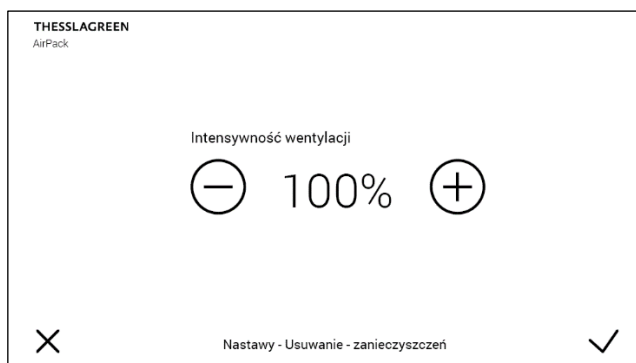 THESSLAGREEN
AirPack
Intensywność wentylacji
100%
Nastawy - Usuwanie - zanieczyszczeń